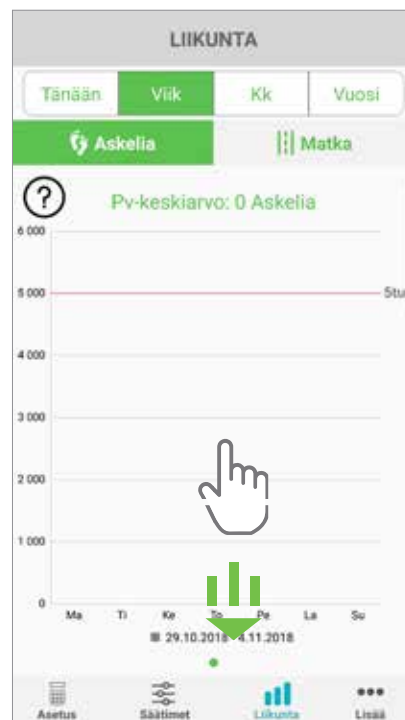 LIIKUNTA
Tänään Viik Kk Vuosi
Askelia Matka
? Pv-keskiarvo: 0 Askelia
6 000
5 000 Stu
4 000
3 000
2 000
1 000
0
Ma Ti Ke To Pe La Su
29.10.2018 - 4.11.2018
Asetus Säätimet Liikunta Lisää